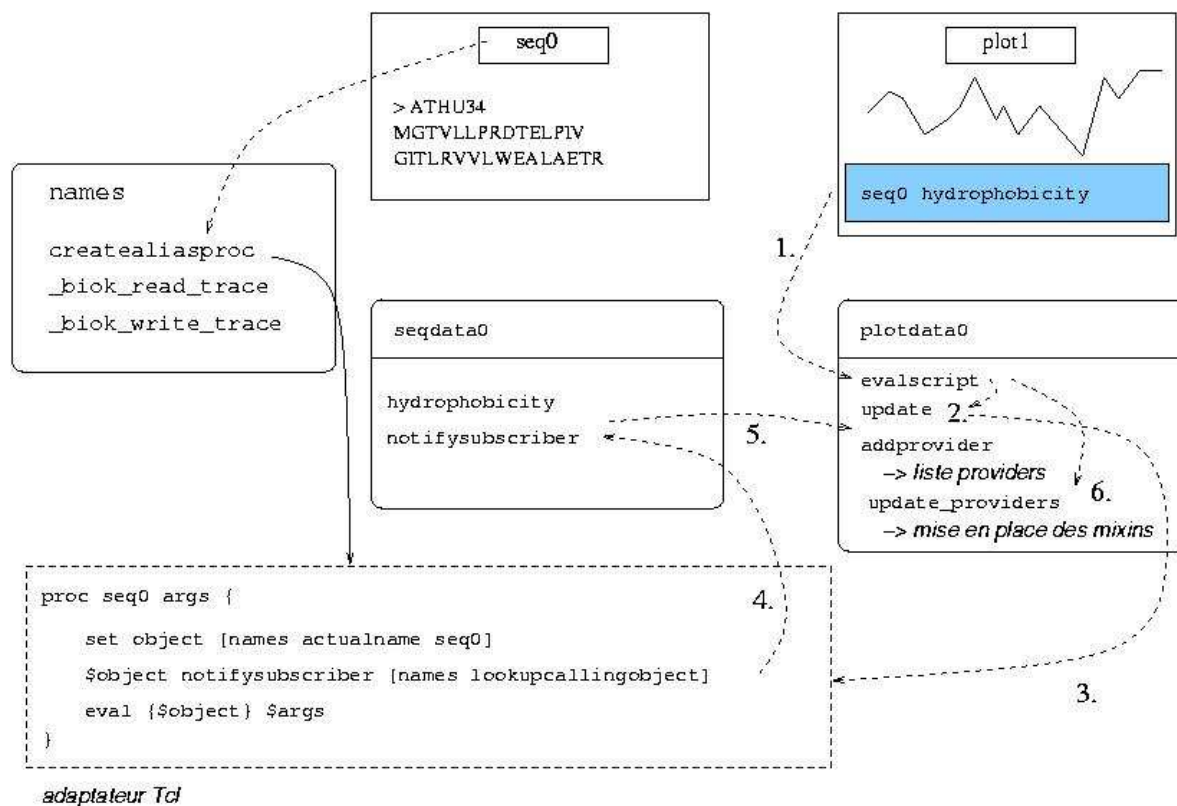 seq0
> ATHU34
MGTVLLPRDTELPIV
GITLRVVLWEALAETR
plot1
seq0 hydrophobicity
names
createaliasproc
_biok_read_trace
_biok_write_trace
1.
seqdata0
hydrophobicity
notifysubscriber
plotdata0
evalscript
update
2.
addprovider
–> liste providers
update_providers
–> mise en place des mixins
5.
6.
proc seq0 args {
set object [names actualname seq0]
$object notifysubscriber [names lookupcallingobject]
eval {$object} $args
}
4.
3.
adaptateur Tcl